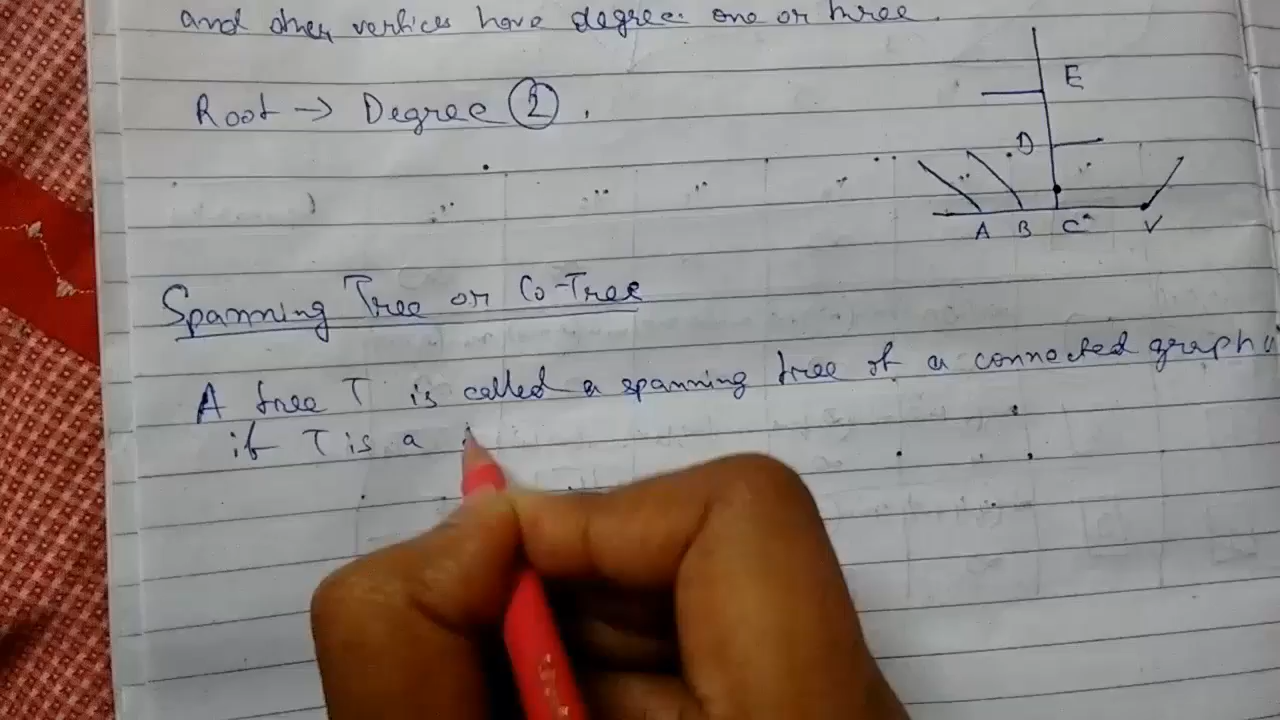 and other vertices have degree one or three.
Root → Degree 2.
E
D
A B C V
Spanning Tree or Co-Tree
A tree T is called a spanning tree of a connected graph
if T is a